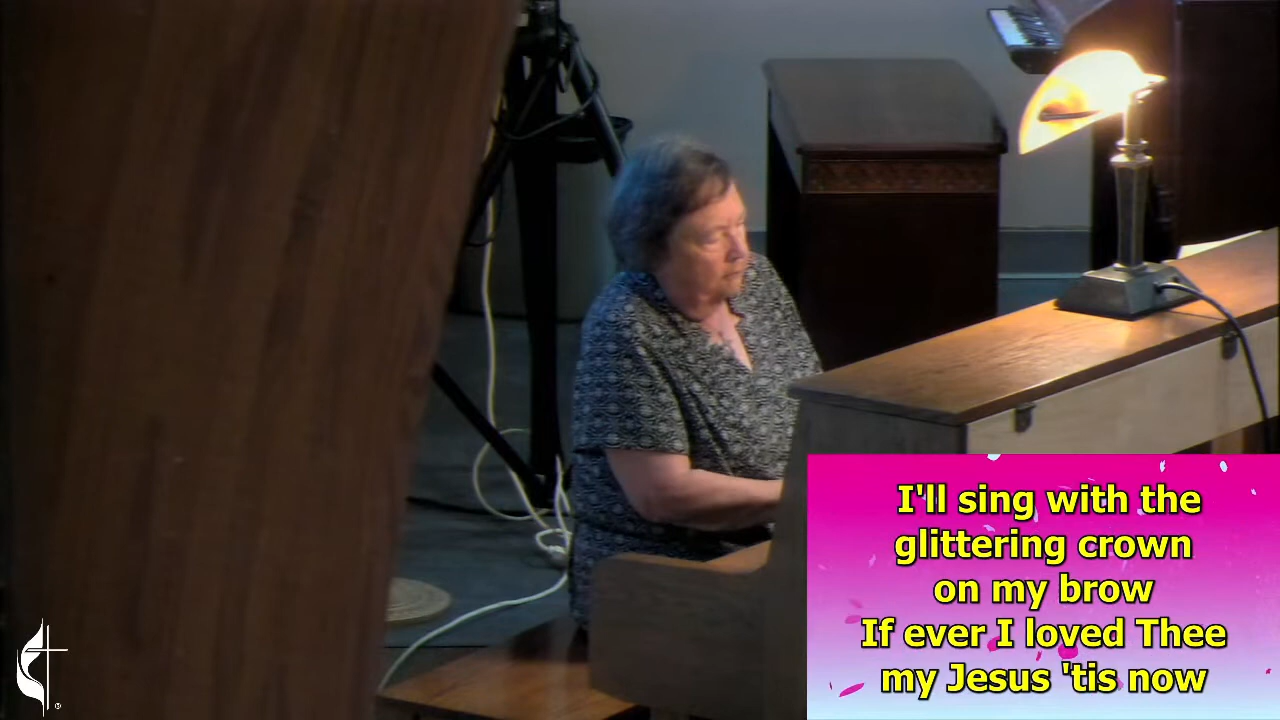 I'll sing with the
glittering crown
on my brow
If ever I loved Thee
my Jesus 'tis now